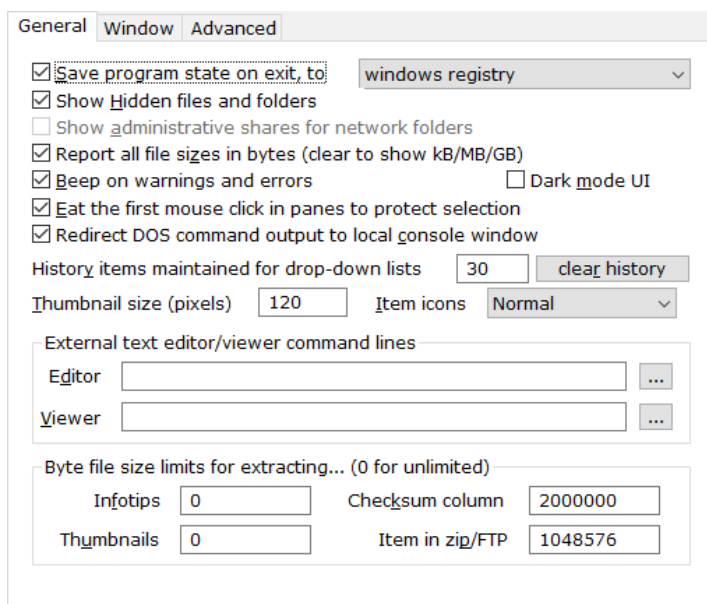 General Window Advanced
Save program state on exit, to windows registry
Show Hidden files and folders
Show administrative shares for network folders
Report all file sizes in bytes (clear to show kB/MB/GB)
Beep on warnings and errors Dark mode UI
Eat the first mouse click in panes to protect selection
Redirect DOS command output to local console window
History items maintained for drop-down lists 30 clear history
Thumbnail size (pixels) 120 Item icons Normal
External text editor/viewer command lines
Editor ...
Viewer ...
Byte file size limits for extracting... (0 for unlimited)
Infotips 0 Checksum column 2000000
Thumbnails 0 Item in zip/FTP 1048576